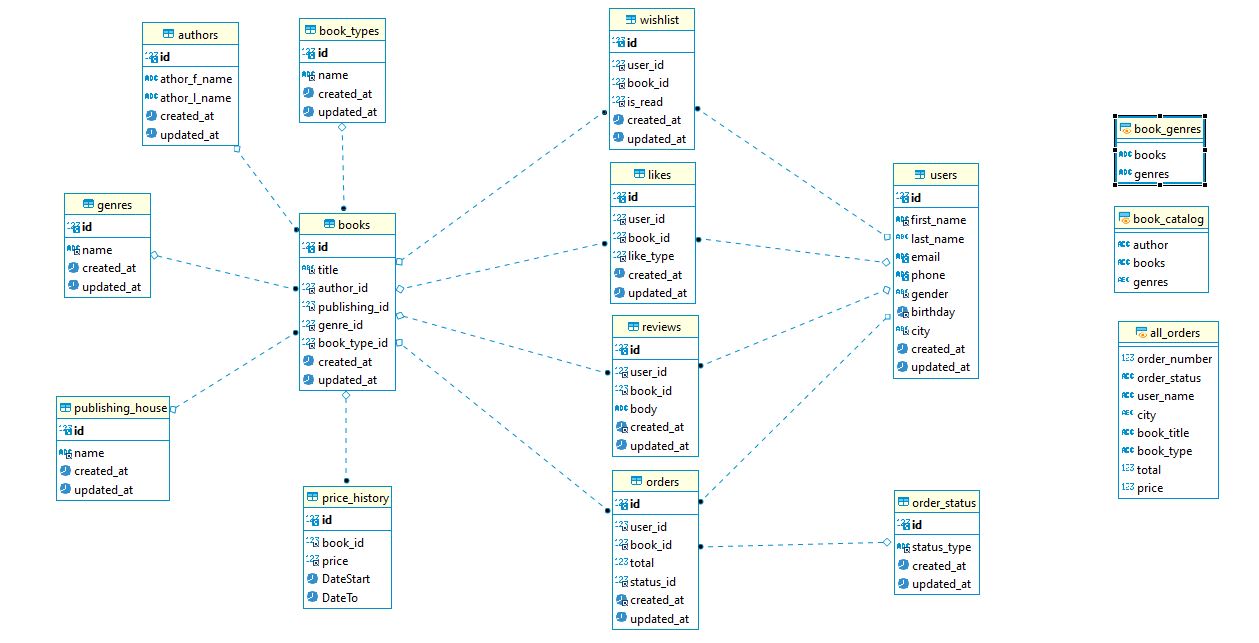 authors
id
athor_f_name
athor_l_name
created_at
updated_at
book_types
id
name
created_at
updated_at
wishlist
id
user_id
book_id
is_read
created_at
updated_at
genres
id
name
created_at
updated_at
books
id
title
author_id
publishing_id
genre_id
book_type_id
created_at
updated_at
likes
id
user_id
book_id
like_type
created_at
updated_at
users
id
first_name
last_name
email
phone
gender
birthday
city
created_at
updated_at
publishing_house
id
name
created_at
updated_at
price_history
id
book_id
price
DateStart
DateTo
reviews
id
user_id
book_id
body
created_at
updated_at
orders
id
user_id
book_id
total
status_id
created_at
updated_at
order_status
id
status_type
created_at
updated_at
book_genres
books
genres
book_catalog
author
books
genres
all_orders
order_number
order_status
user_name
city
book_title
book_type
total
price